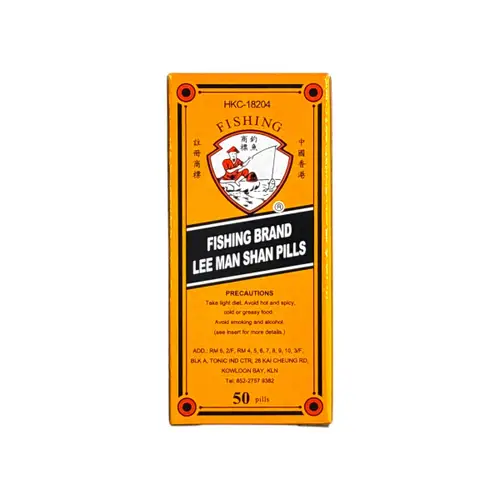 HKC-18204
FISHING
釣魚
商標
註冊商標
中國香港
®
FISHING BRAND
LEE MAN SHAN PILLS
PRECAUTIONS
Take light diet. Avoid hot and spicy,
cold or greasy food.
Avoid smoking and alcohol.
(see insert for more details.)
ADD.: RM 6, 2/F, RM 4, 5, 6, 7, 8, 9, 10, 3/F,
BLK A, TONIC IND CTR, 26 KAI CHEUNG RD,
KOWLOON BAY, KLN
Tel: 852-2757 9382
50 pills